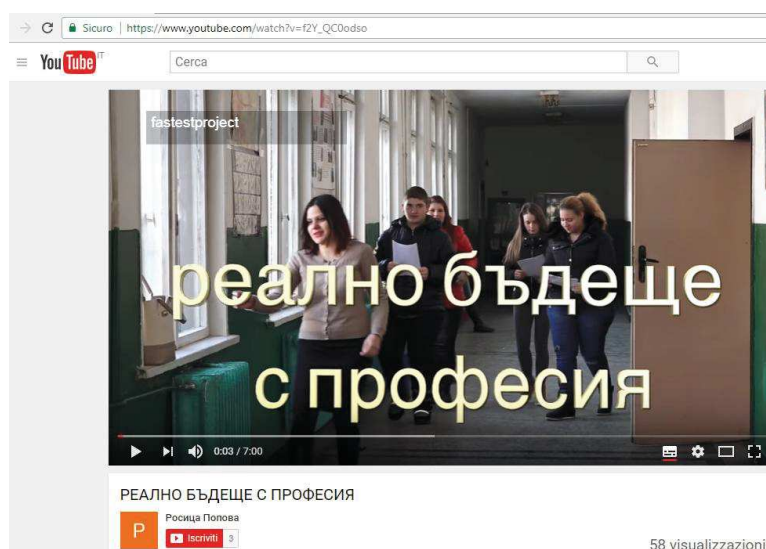 Sicuro | https://www.youtube.com/watch?v=f2Y_QC0odso
YouTube IT
Cerca
fastestproject
реално бъдеще
с професия
0:03 / 7:00
РЕАЛНО БЪДЕЩЕ С ПРОФЕСИЯ
P
Росица Попова
Iscriviti 3
58 visualizzazioni